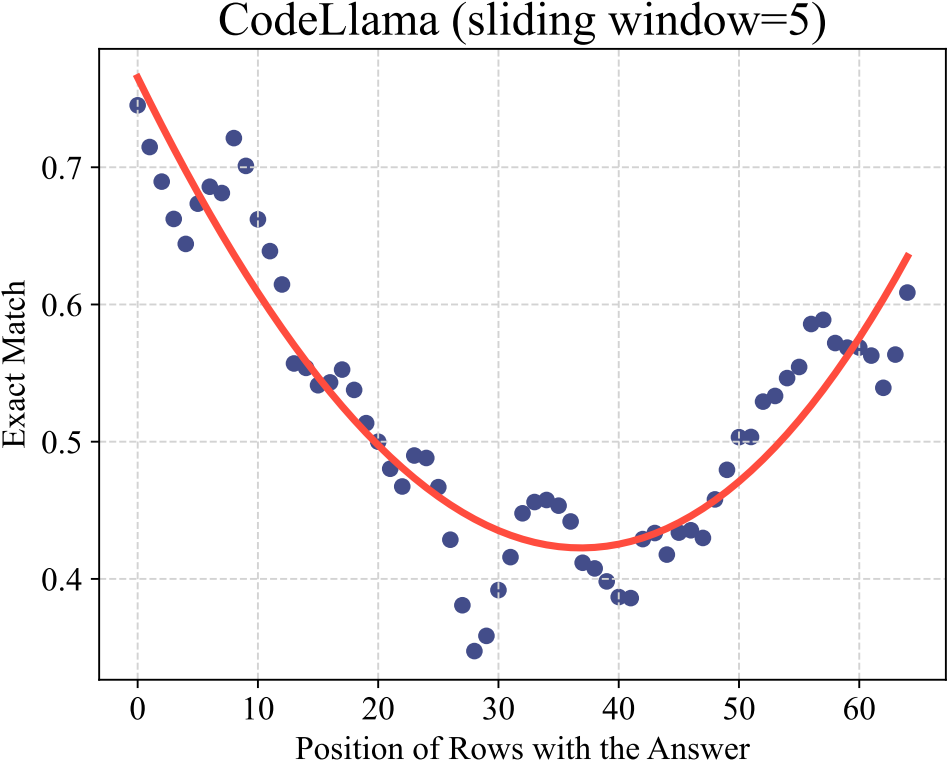 CodeLlama (sliding window=5)
Exact Match
0.7
0.6
0.5
0.4
0 10 20 30 40 50 60
Position of Rows with the Answer